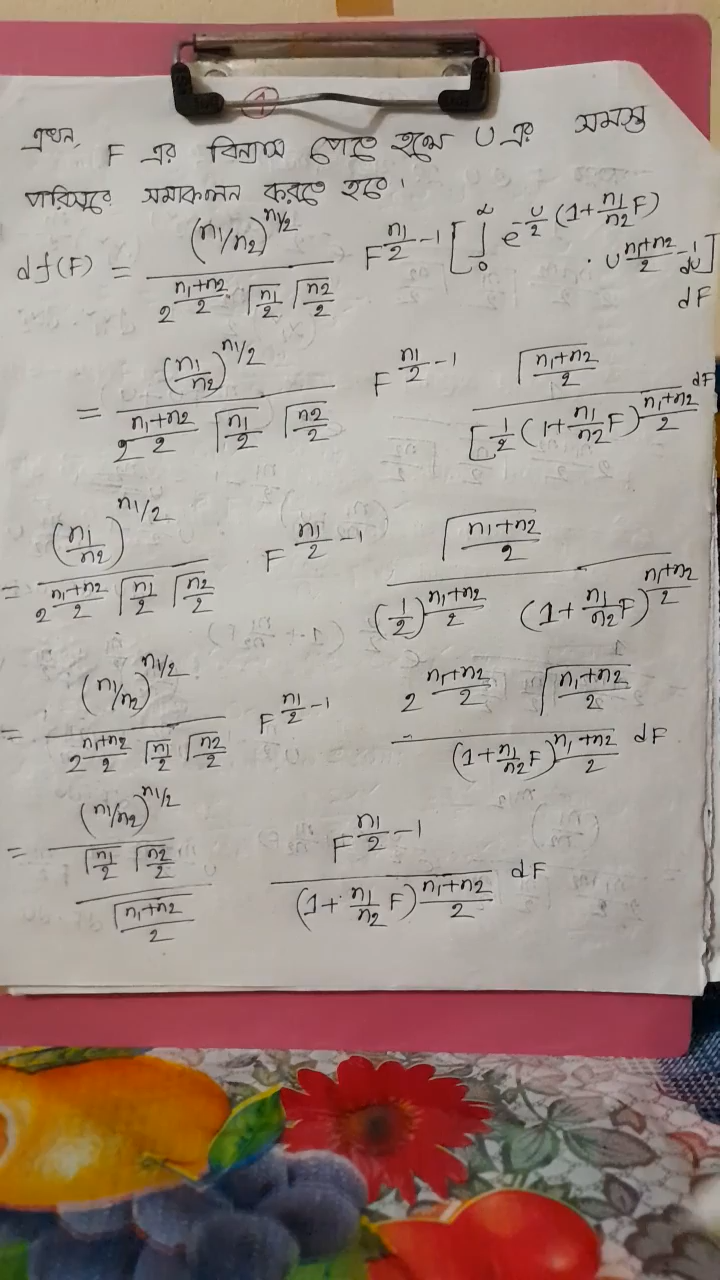 ①
এখন, F এর বিন্যাস পেতে হলে U এর সমস্ত
পরিসরে সমাকলন করতে হবে।
df(F) = (n₁/n₂)^(n₁/2) / (2^((n₁+n₂)/2) Γ(n₁/2) Γ(n₂/2)) F^(n₁/2 - 1) [∫₀^∞ e^(-U/2 (1 + n₁/n₂ F)) · U^((n₁+n₂)/2 - 1) dU] dF
= (n₁/n₂)^(n₁/2) / (2^((n₁+n₂)/2) Γ(n₁/2) Γ(n₂/2)) F^(n₁/2 - 1) Γ((n₁+n₂)/2) / [1/2 (1 + n₁/n₂ F)^((n₁+n₂)/2) dF
= (n₁/n₂)^(n₁/2) / (2^((n₁+n₂)/2) Γ(n₁/2) Γ(n₂/2)) F^(n₁/2 - 1) Γ((n₁+n₂)/2) / ((1/2)^((n₁+n₂)/2) (1 + n₁/n₂ F)^((n₁+n₂)/2))
= (n₁/n₂)^(n₁/2) / (2^((n₁+n₂)/2) Γ(n₁/2) Γ(n₂/2)) F^(n₁/2 - 1) 2^((n₁+n₂)/2) Γ((n₁+n₂)/2) / (1 + n₁/n₂ F)^((n₁+n₂)/2) dF
= (n₁/n₂)^(n₁/2) / (Γ(n₁/2) Γ(n₂/2) / Γ((n₁+n₂)/2)) F^(n₁/2 - 1) / (1 + n₁/n₂ F)^((n₁+n₂)/2) dF